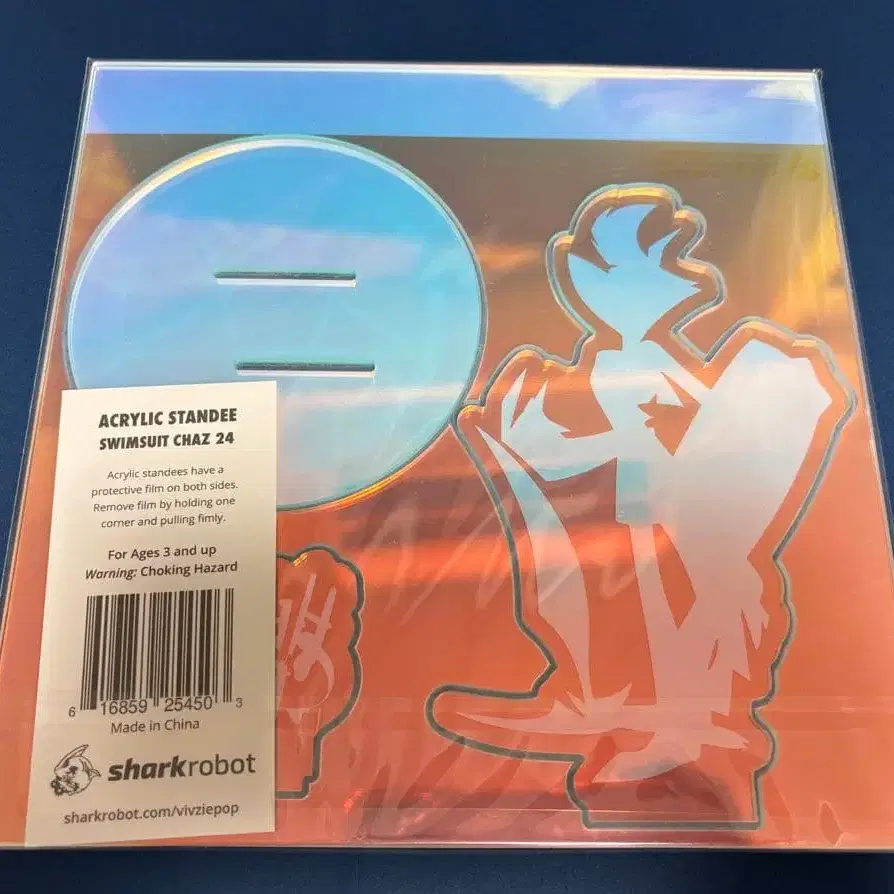 ACRYLIC STANDEE
SWIMSUIT CHAZ 24
Acrylic standees have a
protective film on both sides.
Remove film by holding one
corner and pulling fimly.
For Ages 3 and up
Warning: Choking Hazard
6 16859 25450 3
Made in China
sharkrobot
sharkrobot.com/vivziepop